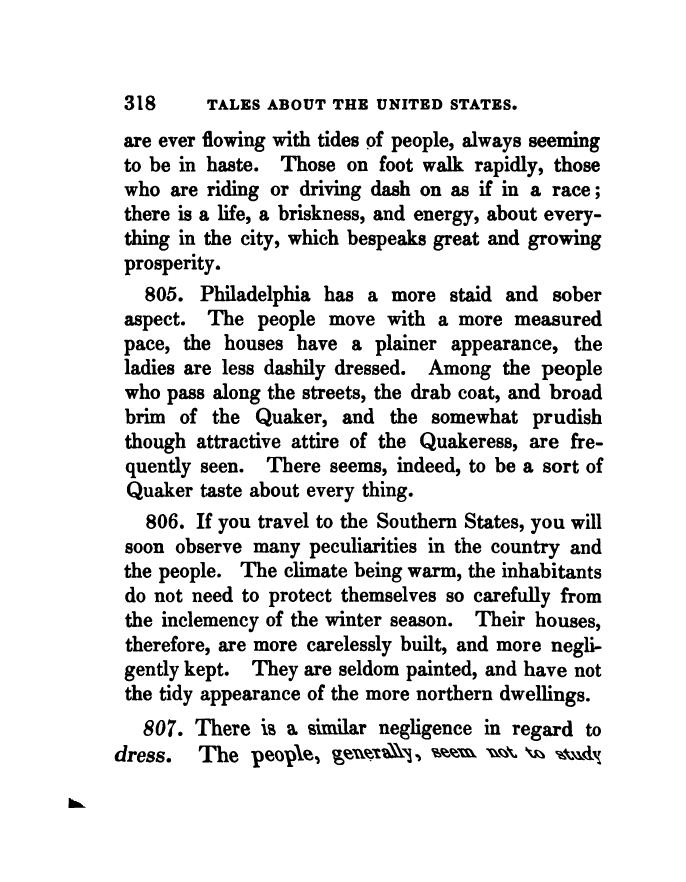 318 TALES ABOUT THE UNITED STATES.
are ever flowing with tides of people, always seeming
to be in haste. Those on foot walk rapidly, those
who are riding or driving dash on as if in a race;
there is a life, a briskness, and energy, about every-
thing in the city, which bespeaks great and growing
prosperity.
805. Philadelphia has a more staid and sober
aspect. The people move with a more measured
pace, the houses have a plainer appearance, the
ladies are less dashily dressed. Among the people
who pass along the streets, the drab coat, and broad
brim of the Quaker, and the somewhat prudish
though attractive attire of the Quakeress, are fre-
quently seen. There seems, indeed, to be a sort of
Quaker taste about every thing.
806. If you travel to the Southern States, you will
soon observe many peculiarities in the country and
the people. The climate being warm, the inhabitants
do not need to protect themselves so carefully from
the inclemency of the winter season. Their houses,
therefore, are more carelessly built, and more negli-
gently kept. They are seldom painted, and have not
the tidy appearance of the more northern dwellings.
807. There is a similar negligence in regard to
dress. The people, generally, seem not to study